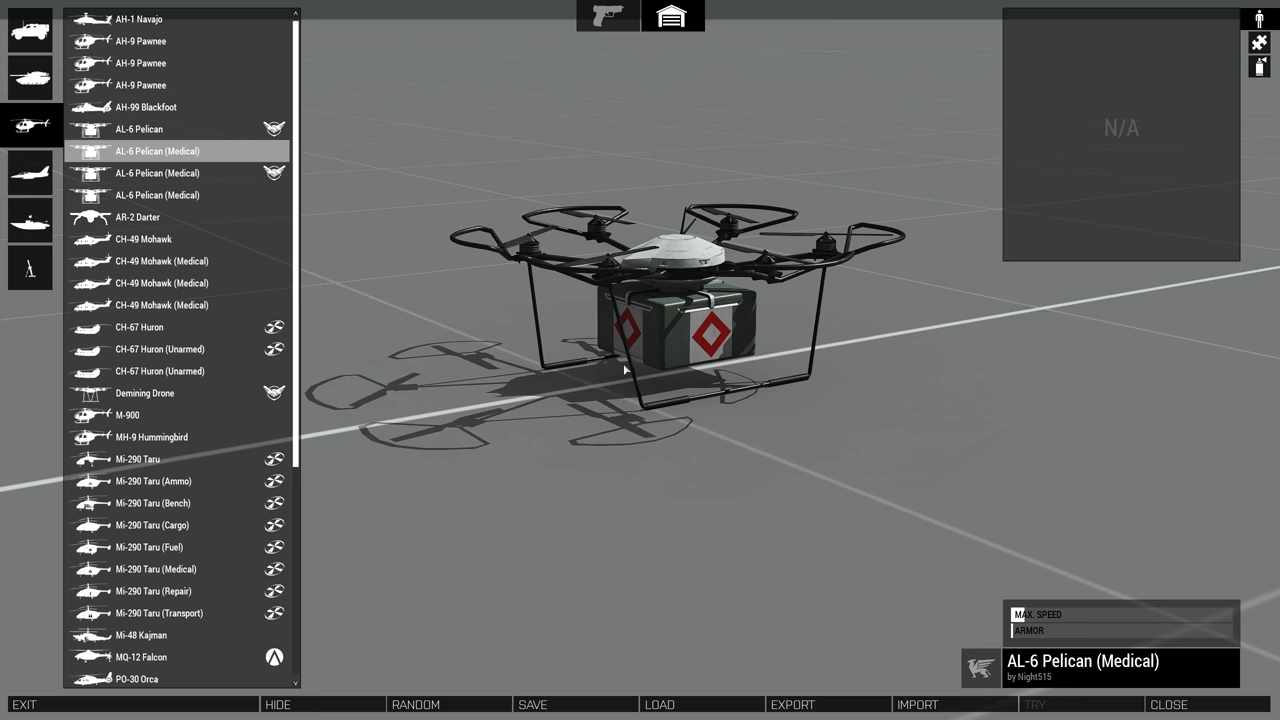 AH-1 Navajo
AH-9 Pawnee
AH-9 Pawnee
AH-9 Pawnee
AH-99 Blackfoot
AL-6 Pelican
AL-6 Pelican (Medical)
AL-6 Pelican (Medical)
AL-6 Pelican (Medical)
AR-2 Darter
CH-49 Mohawk
CH-49 Mohawk (Medical)
CH-49 Mohawk (Medical)
CH-49 Mohawk (Medical)
CH-67 Huron
CH-67 Huron (Unarmed)
CH-67 Huron (Unarmed)
Demining Drone
M-900
MH-9 Hummingbird
Mi-290 Taru
Mi-290 Taru (Ammo)
Mi-290 Taru (Bench)
Mi-290 Taru (Cargo)
Mi-290 Taru (Fuel)
Mi-290 Taru (Medical)
Mi-290 Taru (Repair)
Mi-290 Taru (Transport)
Mi-48 Kajman
MQ-12 Falcon
PO-30 Orca
N/A
MAX. SPEED
ARMOR
AL-6 Pelican (Medical)
by Night515
EXIT HIDE RANDOM SAVE LOAD EXPORT IMPORT TRY CLOSE